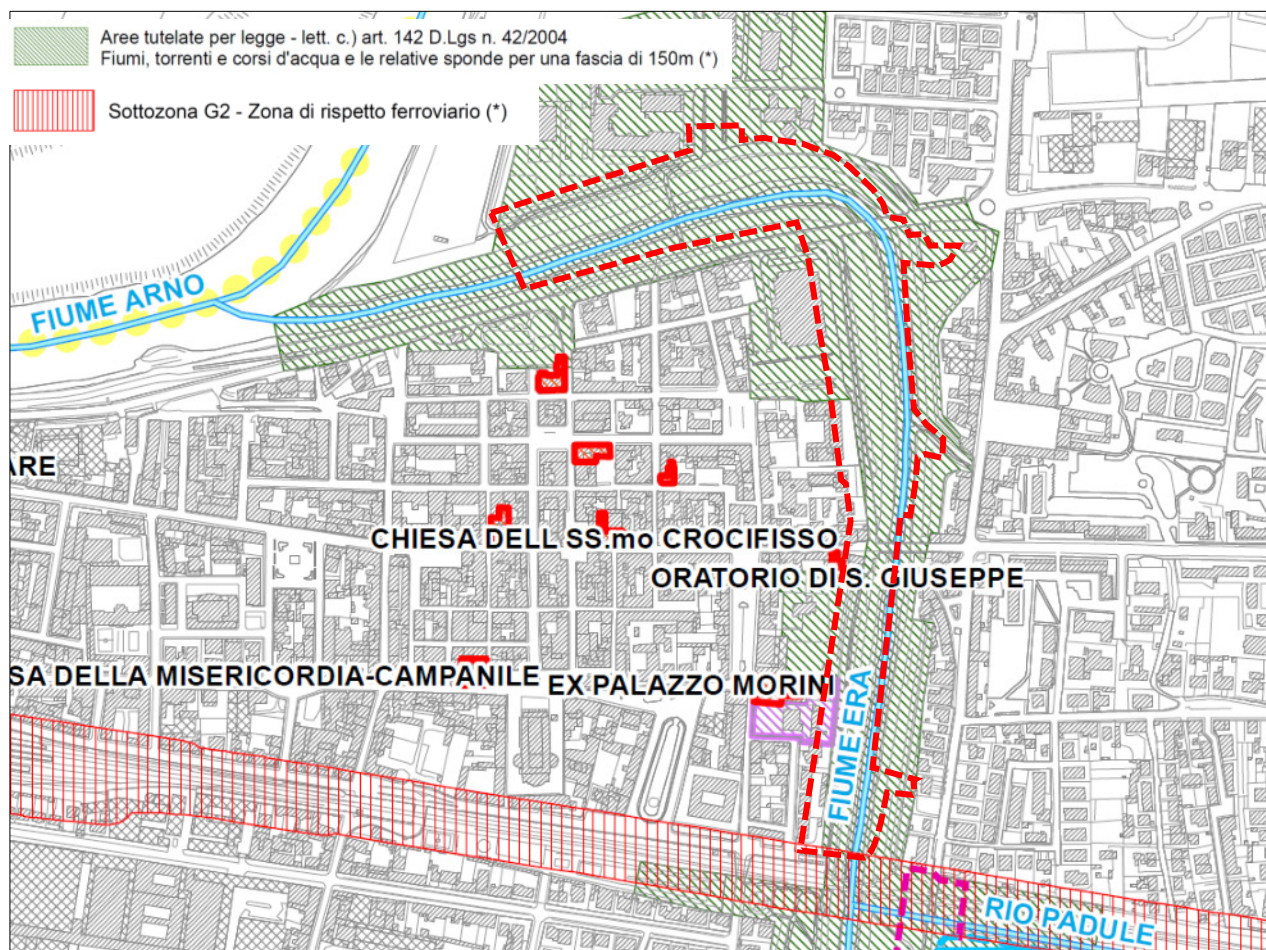 Aree tutelate per legge - lett. c.) art. 142 D.Lgs n. 42/2004
Fiumi, torrenti e corsi d'acqua e le relative sponde per una fascia di 150m (*)
Sottozona G2 - Zona di rispetto ferroviario (*)
FIUME ARNO
ARE
CHIESA DELL SS.mo CROCIFISSO
ORATORIO DI S. GIUSEPPE
SA DELLA MISERICORDIA-CAMPANILE
EX PALAZZO MORINI
FIUME ERA
RIO PADULE